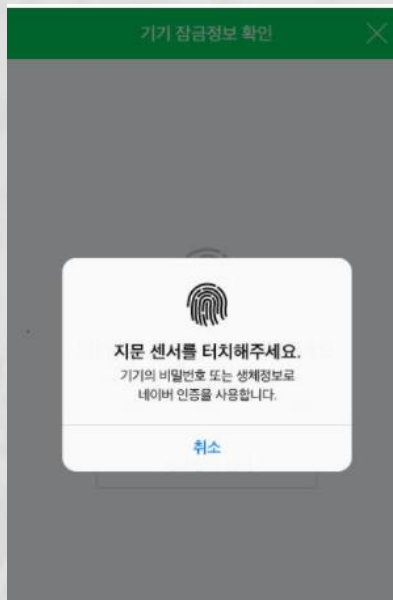 기기 잠금정보 확인
지문 센서를 터치해주세요.
기기의 비밀번호 또는 생체정보로
네이버 인증을 사용합니다.
취소